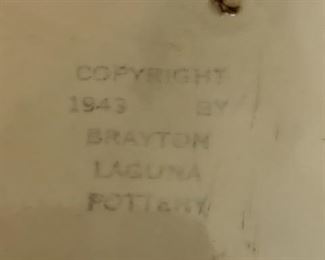 COPYRIGHT
1943 BY
BRAYTON
LAGUNA
POTTERY